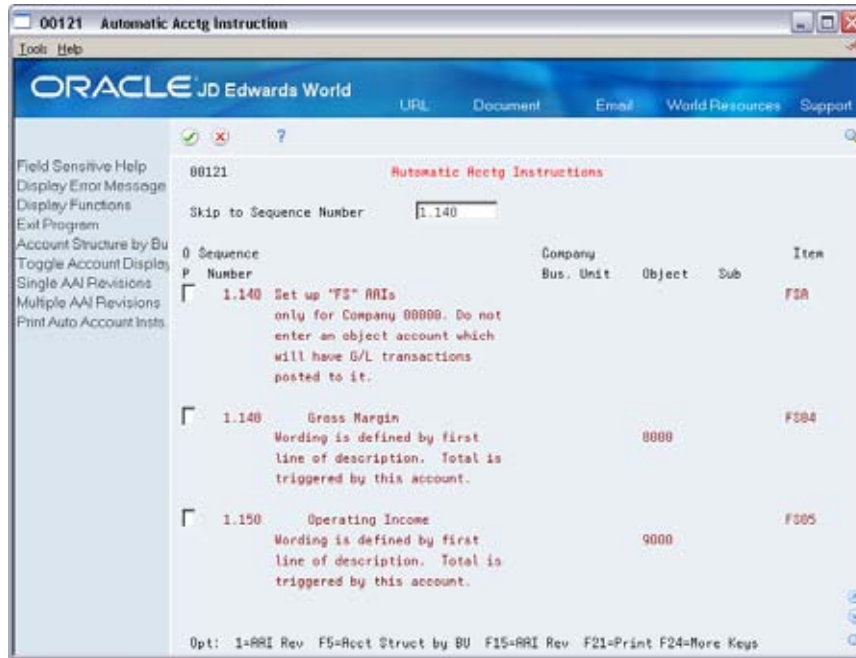 00121 Automatic Acctg Instruction
Tools Help
ORACLE JD Edwards World
URL Document Email World Resources Support
Field Sensitive Help
Display Error Message
Display Functions
Exit Program
Account Structure by Bu
Toggle Account Display
Single AAI Revisions
Multiple AAI Revisions
Print Auto Account Insts.
?
00121 Automatic Acctg Instructions
Skip to Sequence Number 1.140
O Sequence Company Item
P Number Bus. Unit Object Sub
1.140 Set up "FS" AAIs FSA
only for Company 00000. Do not
enter an object account which
will have G/L transactions
posted to it.
1.140 Gross Margin 8000 FS04
Wording is defined by first
line of description. Total is
triggered by this account.
1.150 Operating Income FS05
Wording is defined by first 9000
line of description. Total is
triggered by this account.
Opt: 1=AAI Rev F5=Acct Struct by BU F15=AAI Rev F21=Print F24=More Keys